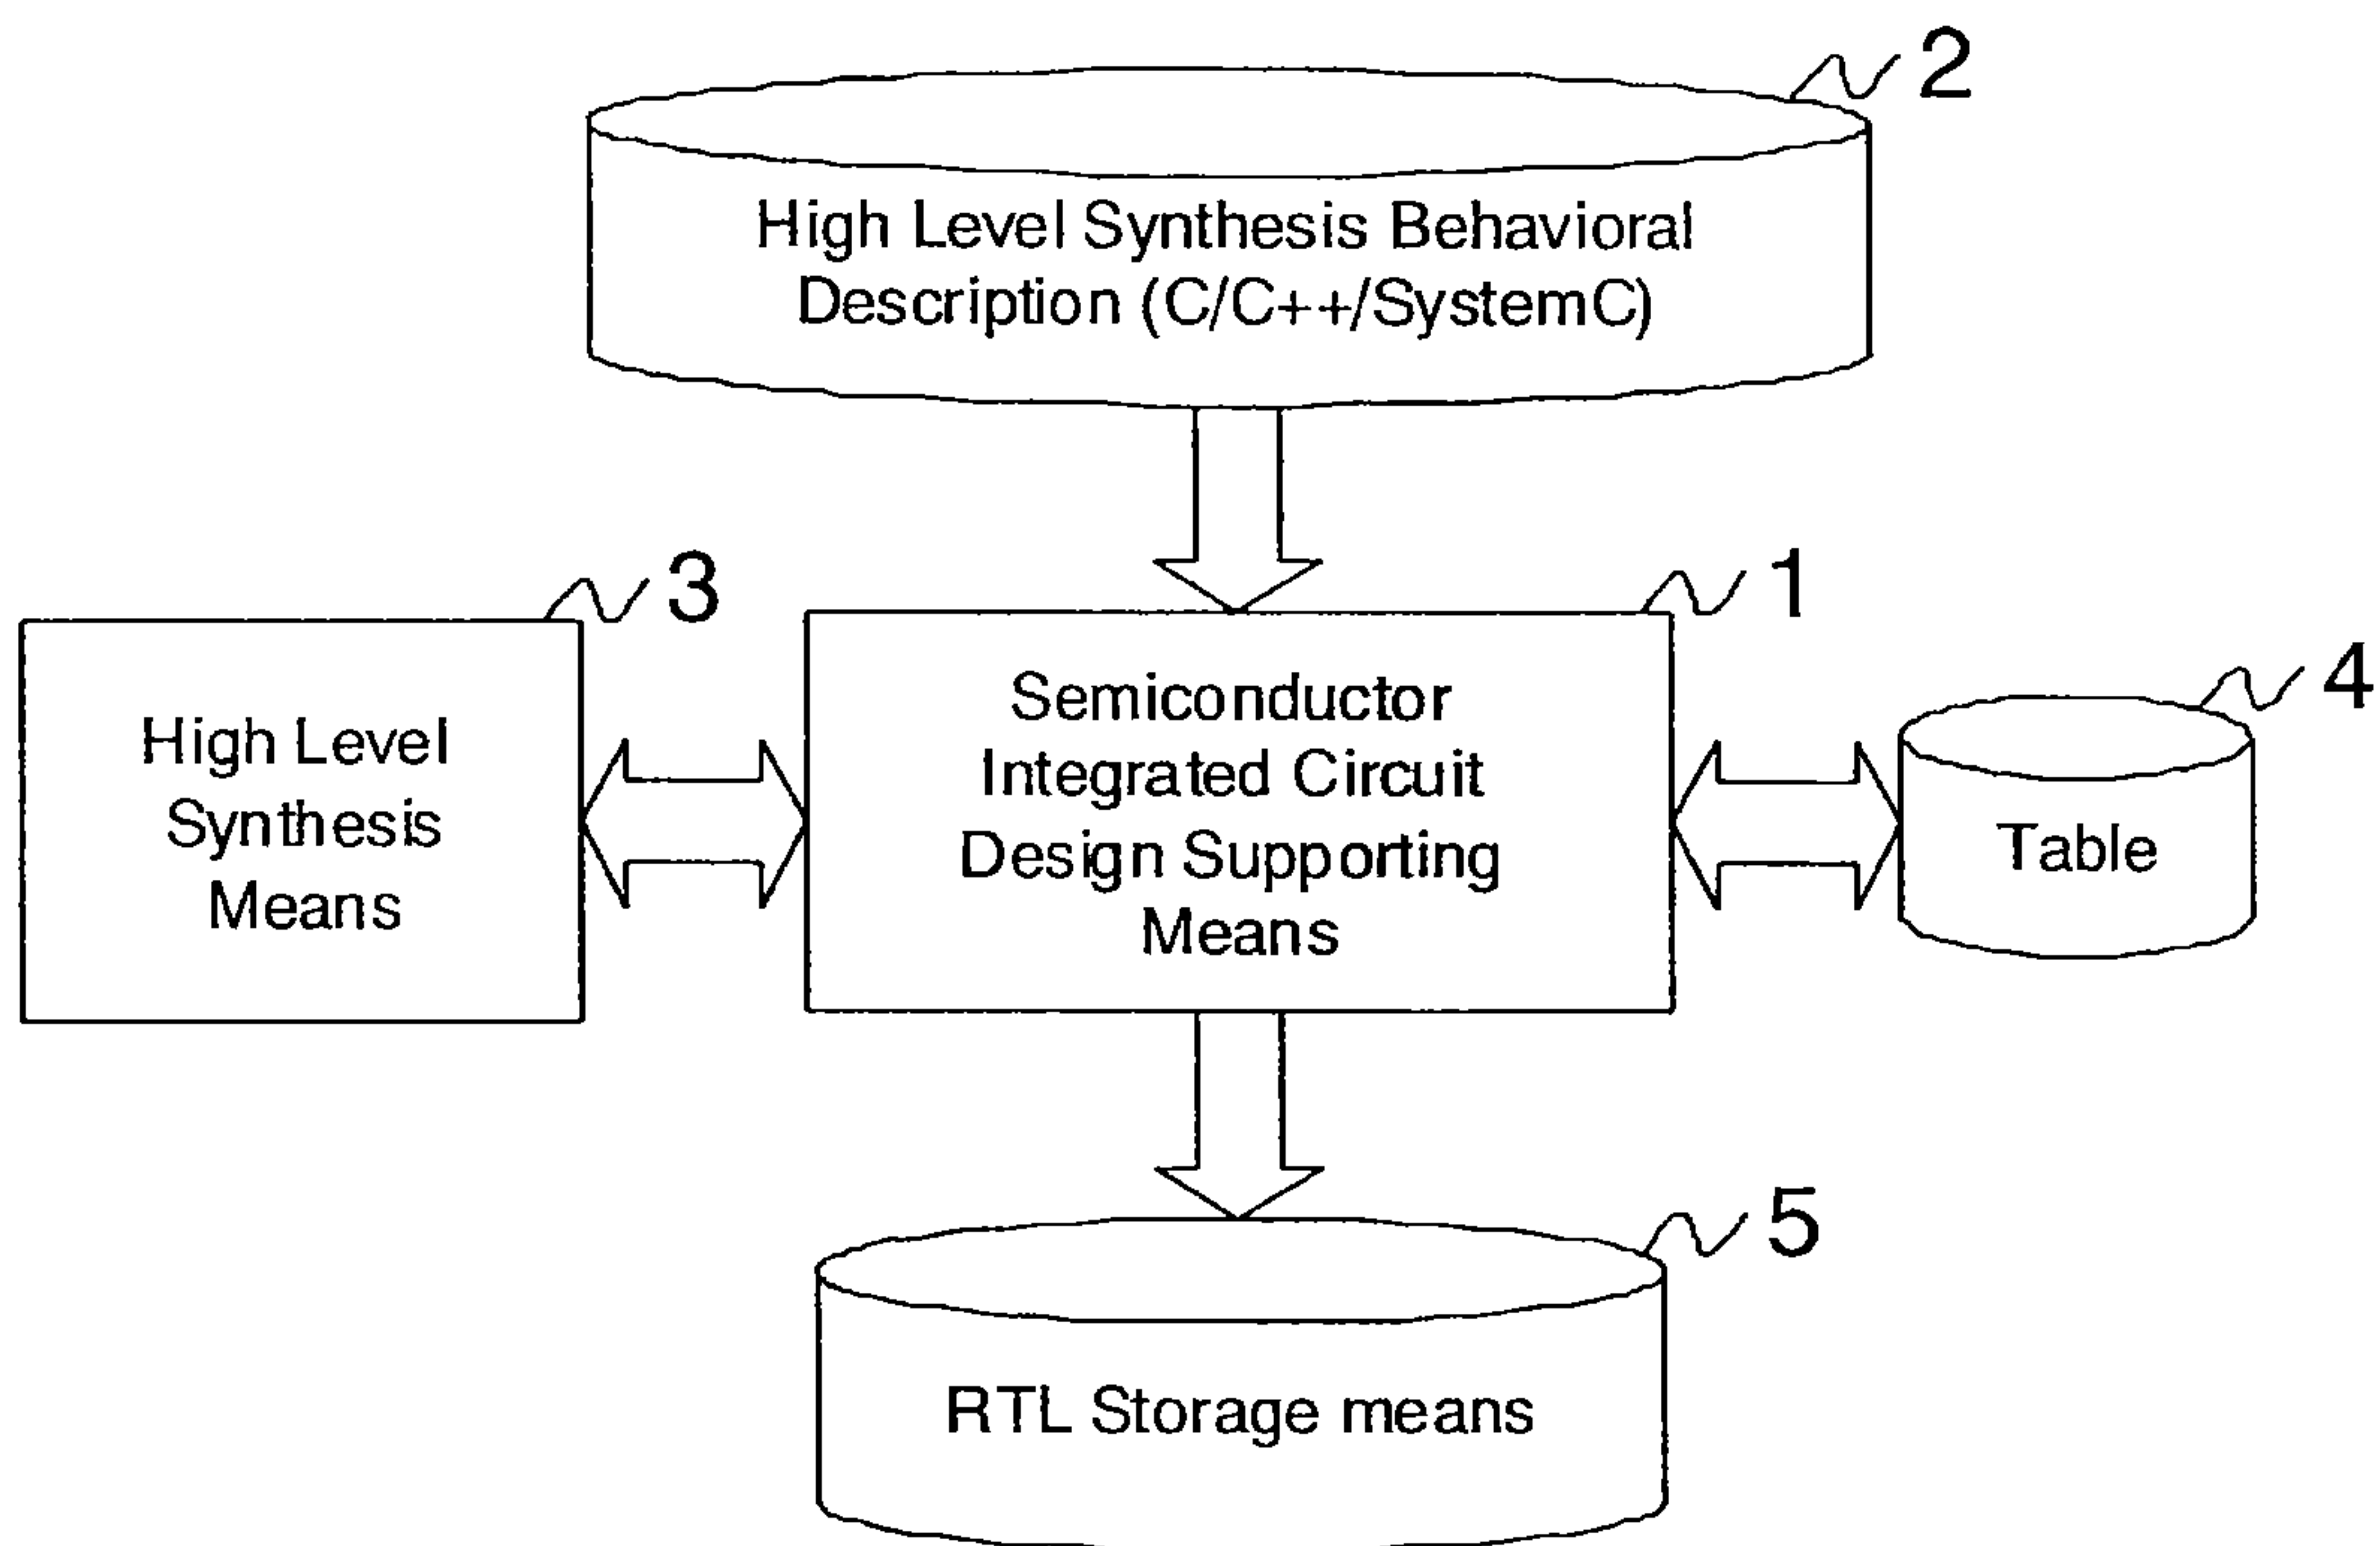 2
High Level Synthesis Behavioral
Description (C/C++/SystemC)
3
1
4
High Level
Synthesis
Means
Semiconductor
Integrated Circuit
Design Supporting
Means
Table
5
RTL Storage means